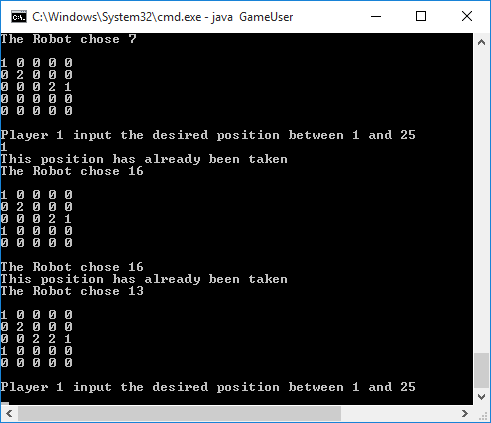 C:\Windows\System32\cmd.exe - java GameUser
The Robot chose 7
1 0 0 0 0
0 2 0 0 0
0 0 0 2 1
0 0 0 0 0
0 0 0 0 0
Player 1 input the desired position between 1 and 25
1
This position has already been taken
The Robot chose 16
1 0 0 0 0
0 2 0 0 0
0 0 0 2 1
1 0 0 0 0
0 0 0 0 0
The Robot chose 16
This position has already been taken
The Robot chose 13
1 0 0 0 0
0 2 0 0 0
0 0 2 2 1
1 0 0 0 0
0 0 0 0 0
Player 1 input the desired position between 1 and 25